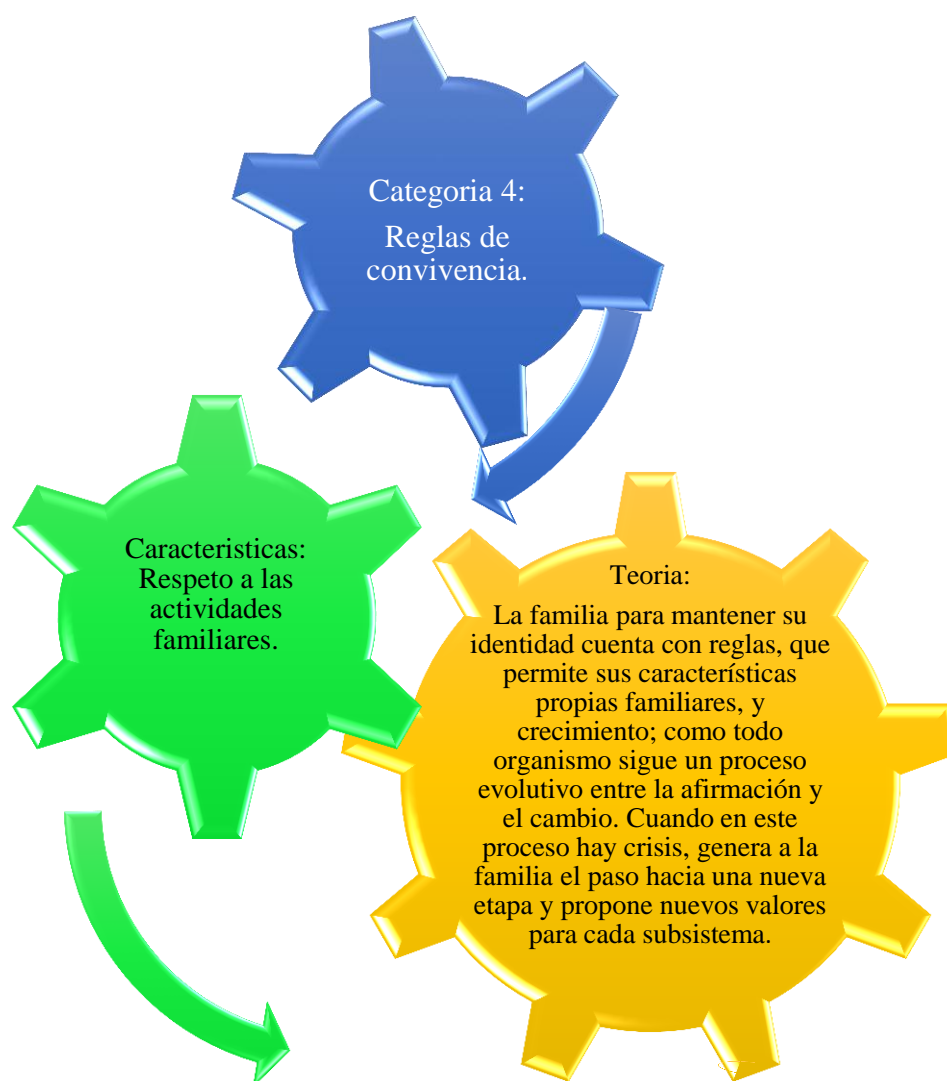 Categoria 4:
Reglas de
convivencia.
Caracteristicas:
Respeto a las
actividades
familiares.
Teoria:
La familia para mantener su
identidad cuenta con reglas, que
permite sus características
propias familiares, y
crecimiento; como todo
organismo sigue un proceso
evolutivo entre la afirmación y
el cambio. Cuando en este
proceso hay crisis, genera a la
familia el paso hacia una nueva
etapa y propone nuevos valores
para cada subsistema.